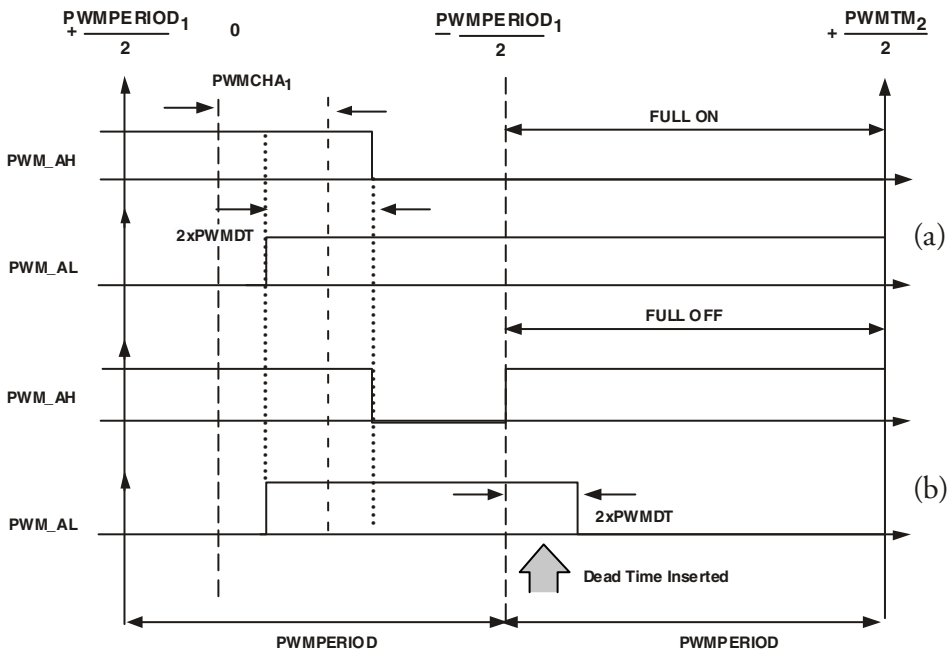 + PWMPERIOD1 / 2   0   − PWMPERIOD1 / 2   + PWMTM2 / 2
PWMCHA1
FULL ON
PWM_AH
2xPWMDT
(a)
PWM_AL
FULL OFF
PWM_AH
(b)
PWM_AL
2xPWMDT
Dead Time Inserted
PWMPERIOD
PWMPERIOD